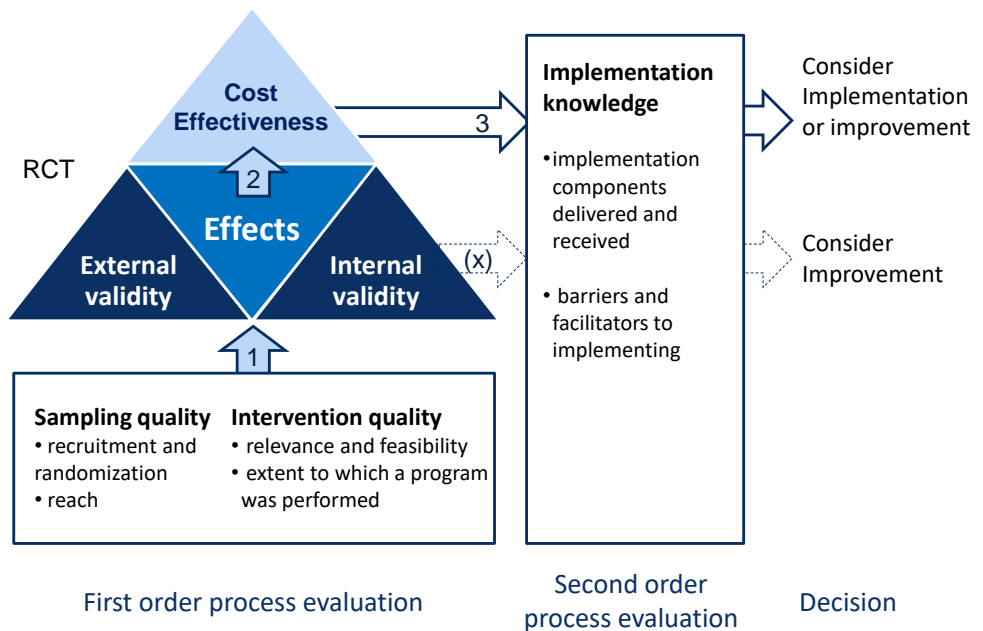 RCT
Cost
Effectiveness
2
Effects
External
validity
Internal
validity
1
Sampling quality
• recruitment and
randomization
• reach
Intervention quality
• relevance and feasibility
• extent to which a program
was performed
First order process evaluation
3
(x)
Implementation
knowledge
•implementation
components
delivered and
received
• barriers and
facilitators to
implementing
Second order
process evaluation
Consider
Implementation
or improvement
Consider
Improvement
Decision